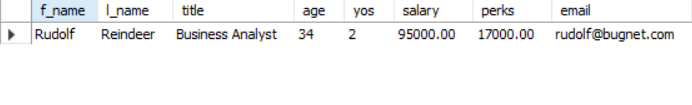 f_name l_name title age yos salary perks email
Rudolf Reindeer Business Analyst 34 2 95000.00 17000.00 rudolf@bugnet.com